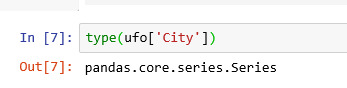 In [7]: type(ufo['City'])
Out[7]: pandas.core.series.Series